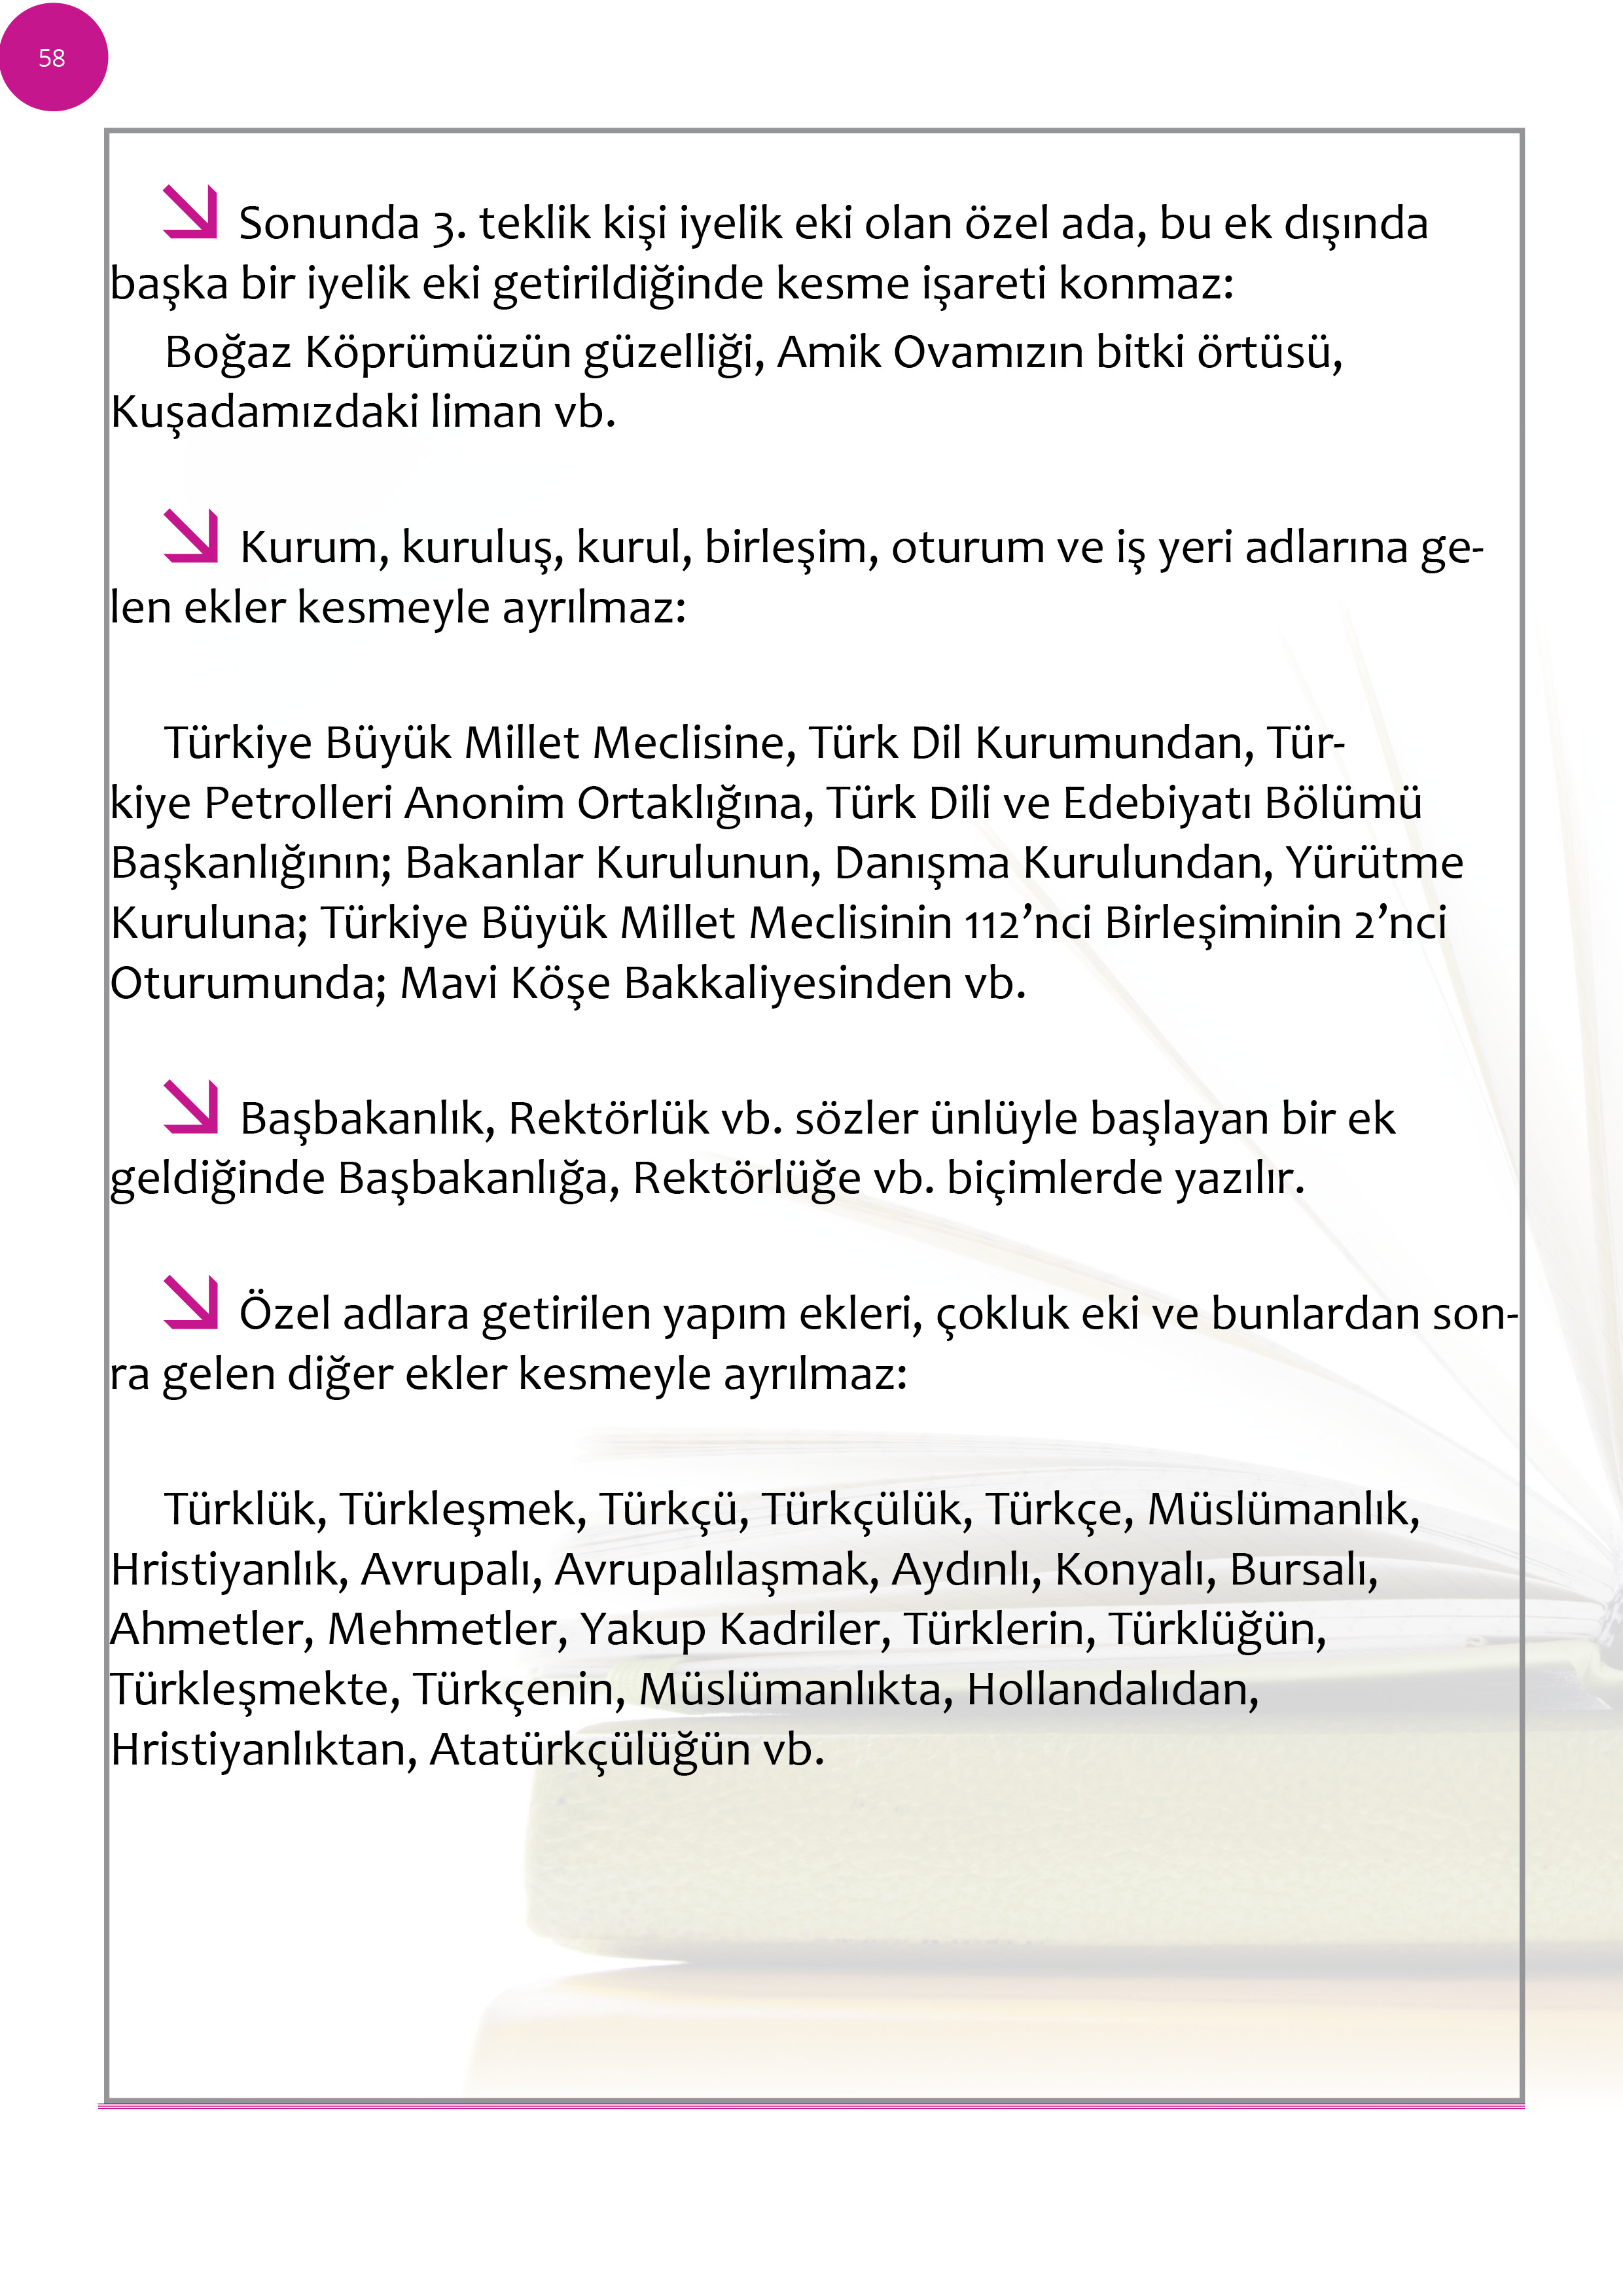 58
Sonunda 3. teklik kişi iyelik eki olan özel ada, bu ek dışında
başka bir iyelik eki getirildiğinde kesme işareti konmaz:
Boğaz Köprümüzün güzelliği, Amik Ovamızın bitki örtüsü,
Kuşadamızdaki liman vb.
Kurum, kuruluş, kurul, birleşim, oturum ve iş yeri adlarına ge-
len ekler kesmeyle ayrılmaz:
Türkiye Büyük Millet Meclisine, Türk Dil Kurumundan, Tür-
kiye Petrolleri Anonim Ortaklığına, Türk Dili ve Edebiyatı Bölümü
Başkanlığının; Bakanlar Kurulunun, Danışma Kurulundan, Yürütme
Kuruluna; Türkiye Büyük Millet Meclisinin 112’nci Birleşiminin 2’nci
Oturumunda; Mavi Köşe Bakkaliyesinden vb.
Başbakanlık, Rektörlük vb. sözler ünlüyle başlayan bir ek
geldiğinde Başbakanlığa, Rektörlüğe vb. biçimlerde yazılır.
Özel adlara getirilen yapım ekleri, çokluk eki ve bunlardan son-
ra gelen diğer ekler kesmeyle ayrılmaz:
Türklük, Türkleşmek, Türkçü, Türkçülük, Türkçe, Müslümanlık,
Hristiyanlık, Avrupalı, Avrupalılaşmak, Aydınlı, Konyalı, Bursalı,
Ahmetler, Mehmetler, Yakup Kadriler, Türklerin, Türklüğün,
Türkleşmekte, Türkçenin, Müslümanlıkta, Hollandalıdan,
Hristiyanlıktan, Atatürkçülüğün vb.